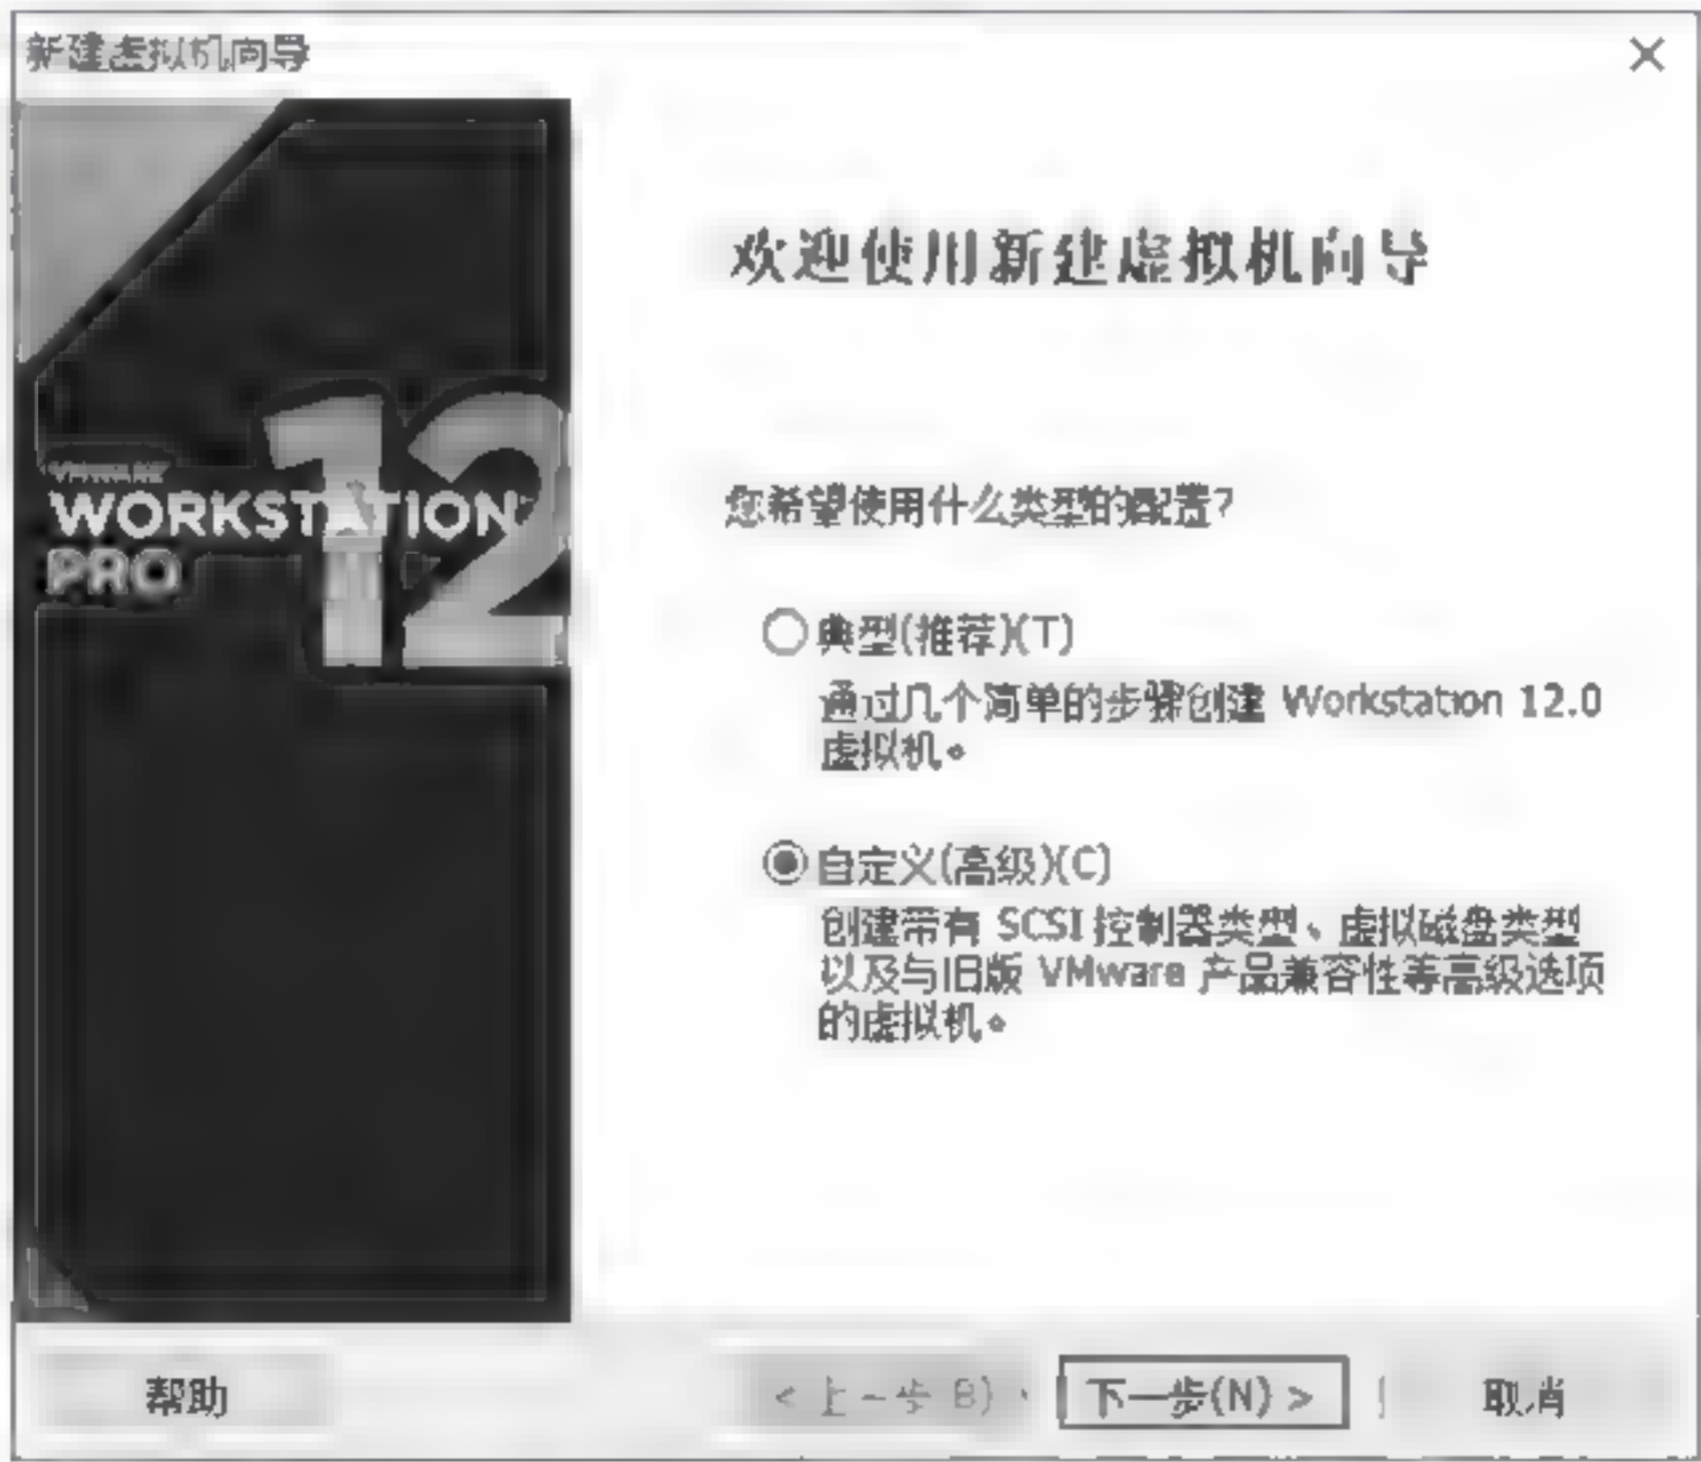 新建虚拟机向导
VMWARE
WORKSTATION
PRO
12
欢迎使用新建虚拟机向导
您希望使用什么类型的配置?
典型(推荐)(T)
通过几个简单的步骤创建 Workstation 12.0
虚拟机。
自定义(高级)(C)
创建带有 SCSI 控制器类型、虚拟磁盘类型
以及与旧版 VMware 产品兼容性等高级选项
的虚拟机。
帮助
< 上一步(B)
下一步(N) >
取消